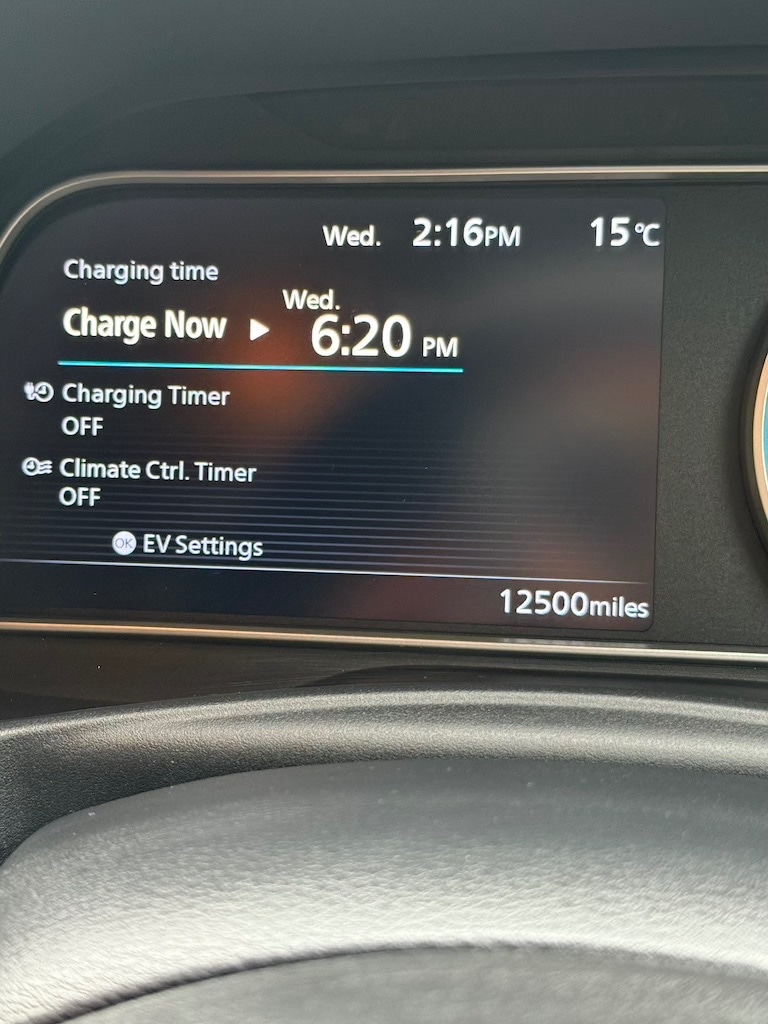 Wed. 2:16PM 15°C
Charging time
Wed.
Charge Now ▶ 6:20 PM
Charging Timer
OFF
Climate Ctrl. Timer
OFF
OK EV Settings
12500miles